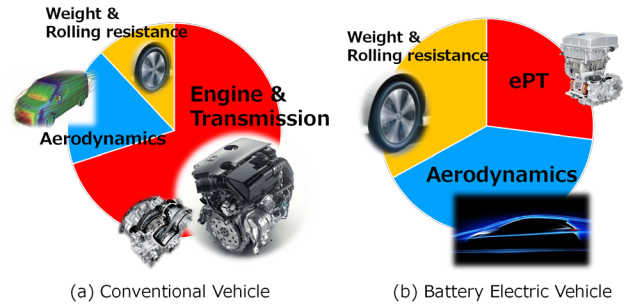 Weight &
Rolling resistance
Engine &
Transmission
Aerodynamics
(a) Conventional Vehicle
Weight &
Rolling resistance
ePT
Aerodynamics
(b) Battery Electric Vehicle